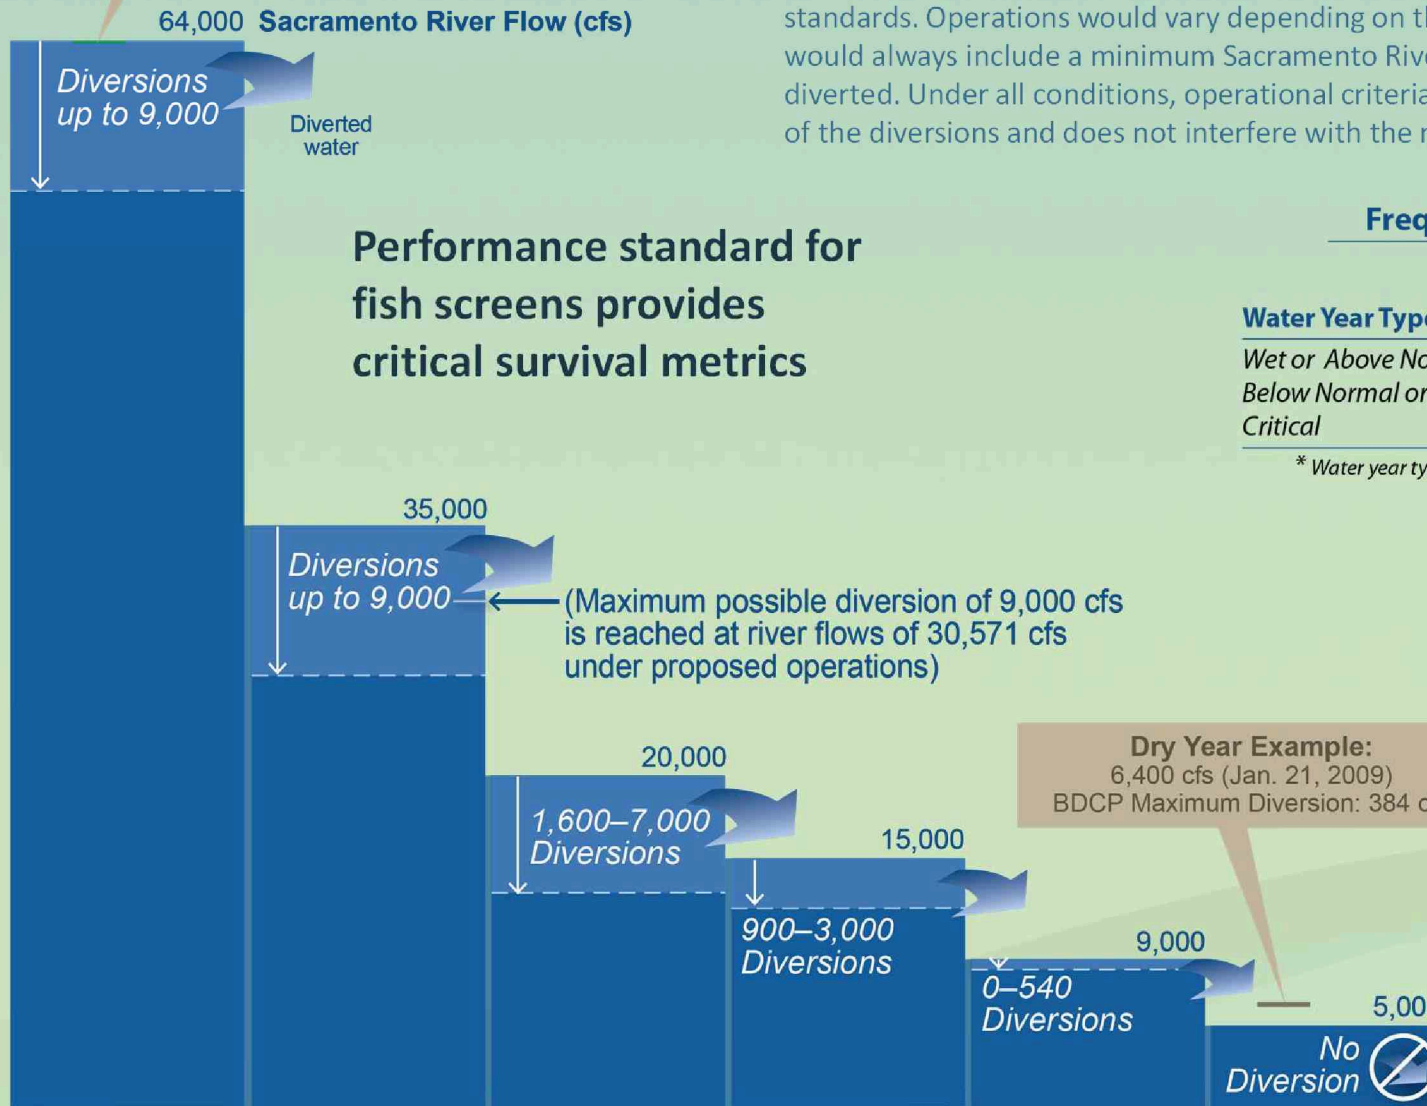 64,000 Sacramento River Flow (cfs)
Diversions
up to 9,000
Diverted
water
standards. Operations would vary depending on
would always include a minimum Sacramento
diverted. Under all conditions, operational criteria
of the diversions and does not interfere with the
Performance standard for
fish screens provides
critical survival metrics
Water Year
Wet or Above
Below Normal or
Critical
* Water year
35,000
Diversions
up to 9,000
(Maximum possible diversion of 9,000 cfs
is reached at river flows of 30,571 cfs
under proposed operations)
20,000
1,600–7,000
Diversions
15,000
900–3,000
Diversions
Dry Year Example:
6,400 cfs (Jan. 21, 2009)
BDCP Maximum Diversion: 384
9,000
0–540
Diversions
No
Diversion